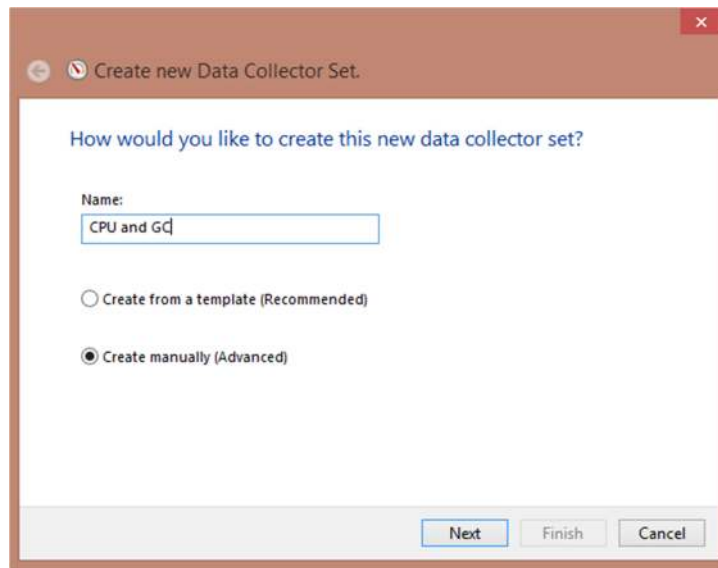 Create new Data Collector Set.
How would you like to create this new data collector set?
Name:
CPU and GC
Create from a template (Recommended)
Create manually (Advanced)
Next Finish Cancel